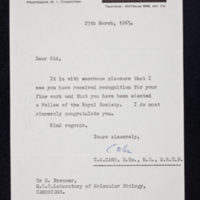 25th March, 1965.
Dear Sid,
It is with enormous pleasure that I
see you have received recognition for your
fine work and that you have been elected
a Fellow of the Royal Society. I do most
sincerely congratulate you.
Kind regards,
Yours sincerely,
Dr S. Brenner,
M.R.C. Laboratory of Molecular Biology,
CAMBRIDGE.